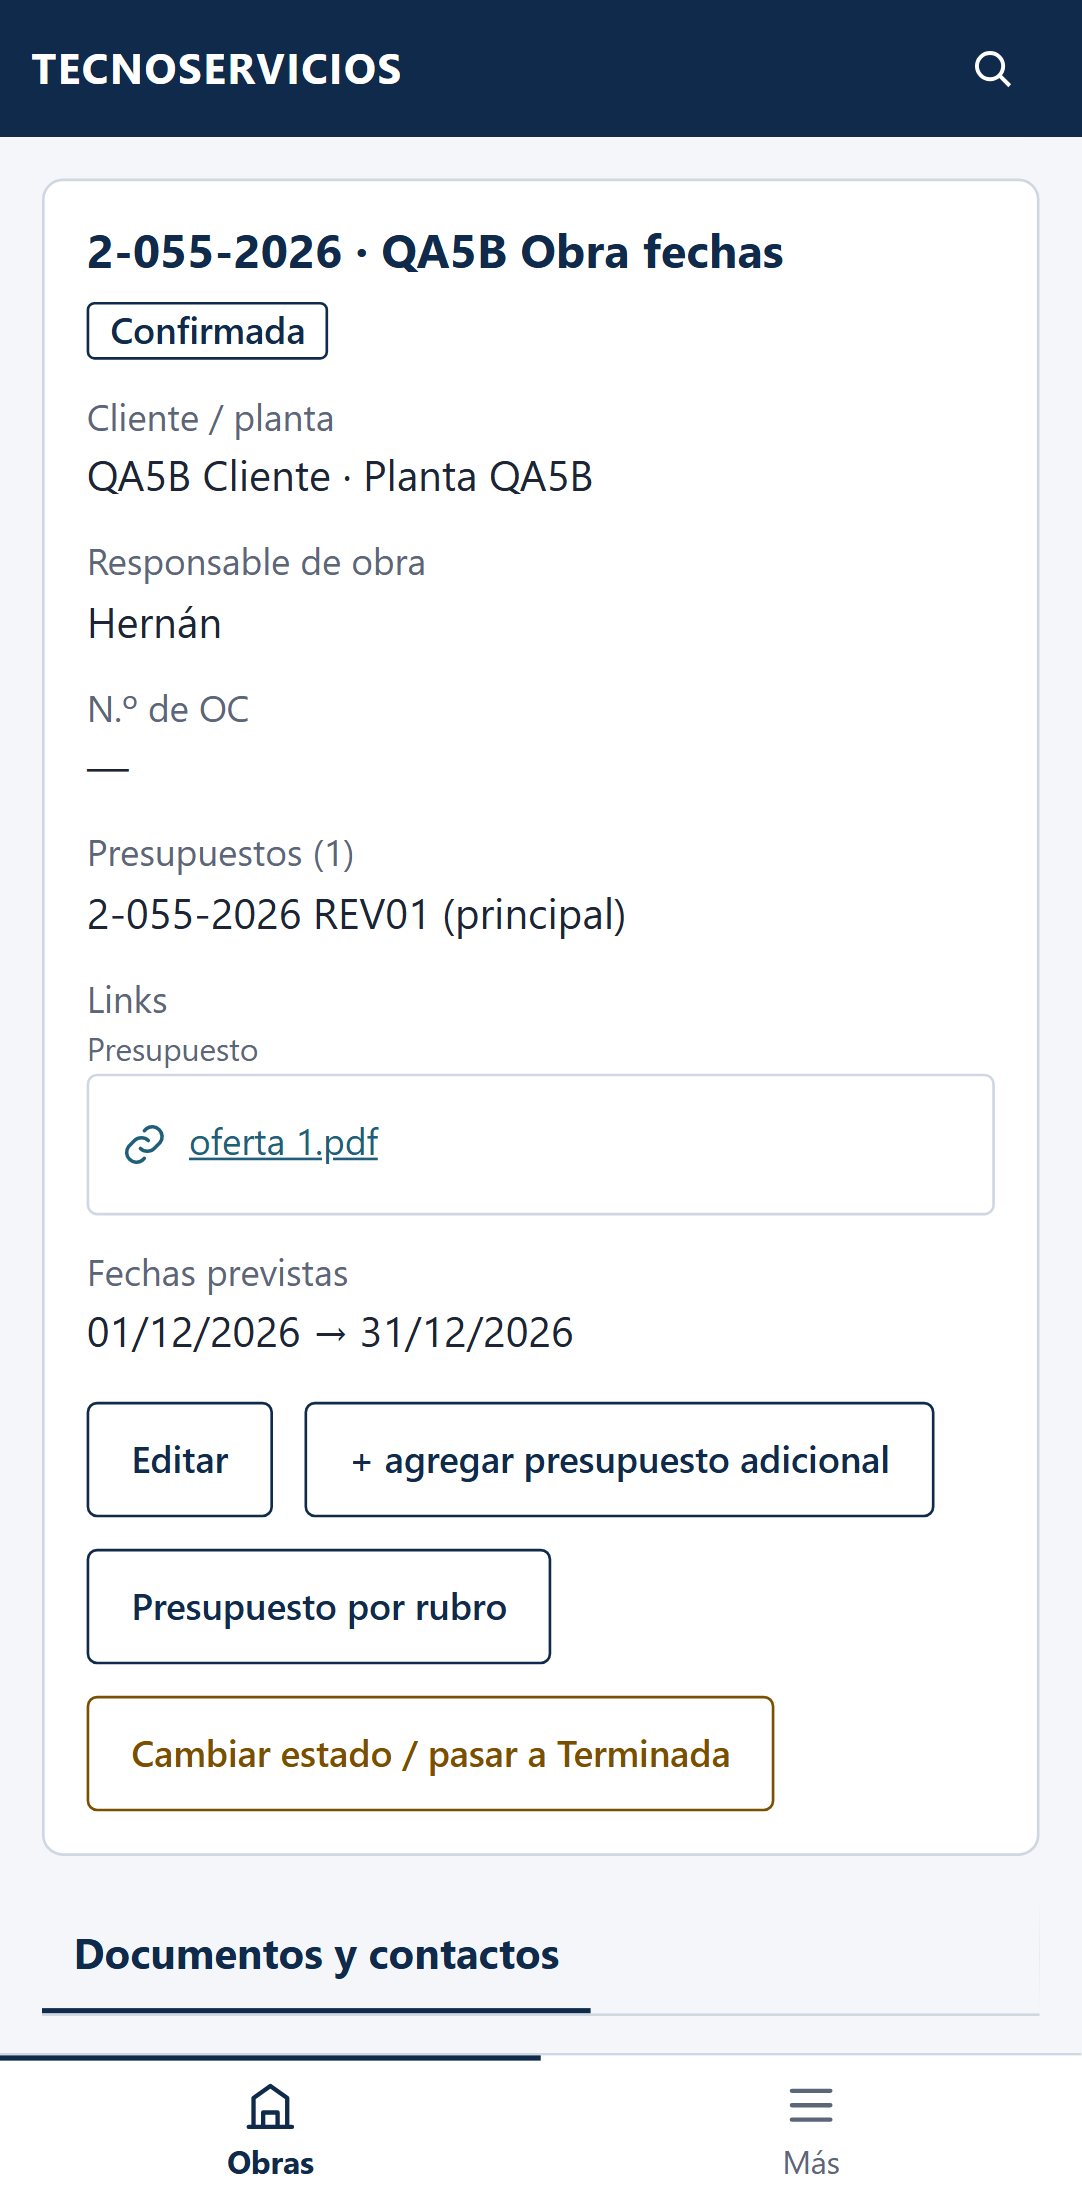 TECNOSERVICIOS
2-055-2026 · QA5B Obra fechas
Confirmada
Cliente / planta
QA5B Cliente · Planta QA5B
Responsable de obra
Hernán
N.º de OC
—
Presupuestos (1)
2-055-2026 REV01 (principal)
Links
Presupuesto
oferta 1.pdf
Fechas previstas
01/12/2026 → 31/12/2026
Editar
+ agregar presupuesto adicional
Presupuesto por rubro
Cambiar estado / pasar a Terminada
Documentos y contactos
Obras
Más